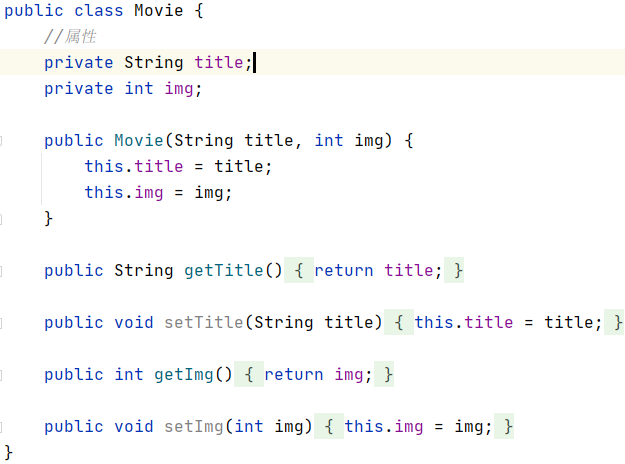 public class Movie {
//属性
private String title;
private int img;
public Movie(String title, int img) {
this.title = title;
this.img = img;
}
public String getTitle() { return title; }
public void setTitle(String title) { this.title = title; }
public int getImg() { return img; }
public void setImg(int img) { this.img = img; }
}